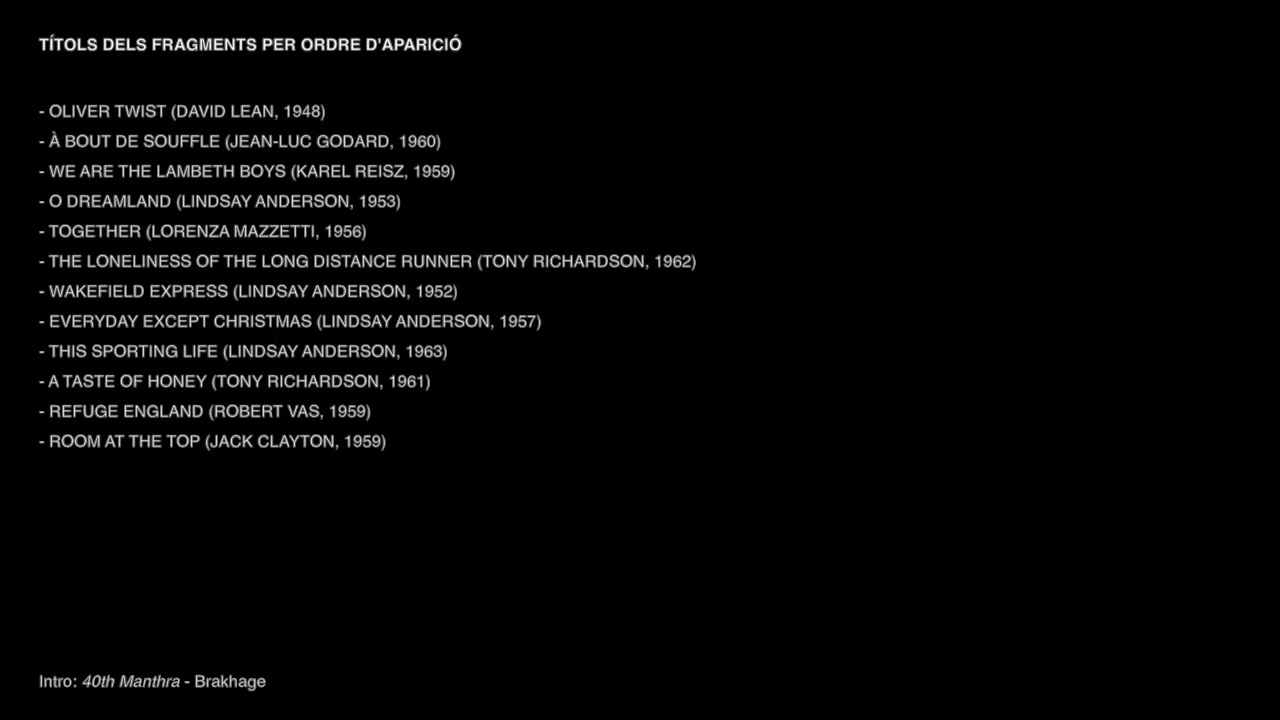 TÍTOLS DELS FRAGMENTS PER ORDRE D'APARICIÓ
- OLIVER TWIST (DAVID LEAN, 1948)
- À BOUT DE SOUFFLE (JEAN-LUC GODARD, 1960)
- WE ARE THE LAMBETH BOYS (KAREL REISZ, 1959)
- O DREAMLAND (LINDSAY ANDERSON, 1953)
- TOGETHER (LORENZA MAZZETTI, 1956)
- THE LONELINESS OF THE LONG DISTANCE RUNNER (TONY RICHARDSON, 1962)
- WAKEFIELD EXPRESS (LINDSAY ANDERSON, 1952)
- EVERYDAY EXCEPT CHRISTMAS (LINDSAY ANDERSON, 1957)
- THIS SPORTING LIFE (LINDSAY ANDERSON, 1963)
- A TASTE OF HONEY (TONY RICHARDSON, 1961)
- REFUGE ENGLAND (ROBERT VAS, 1959)
- ROOM AT THE TOP (JACK CLAYTON, 1959)
Intro: 40th Manthra - Brakhage